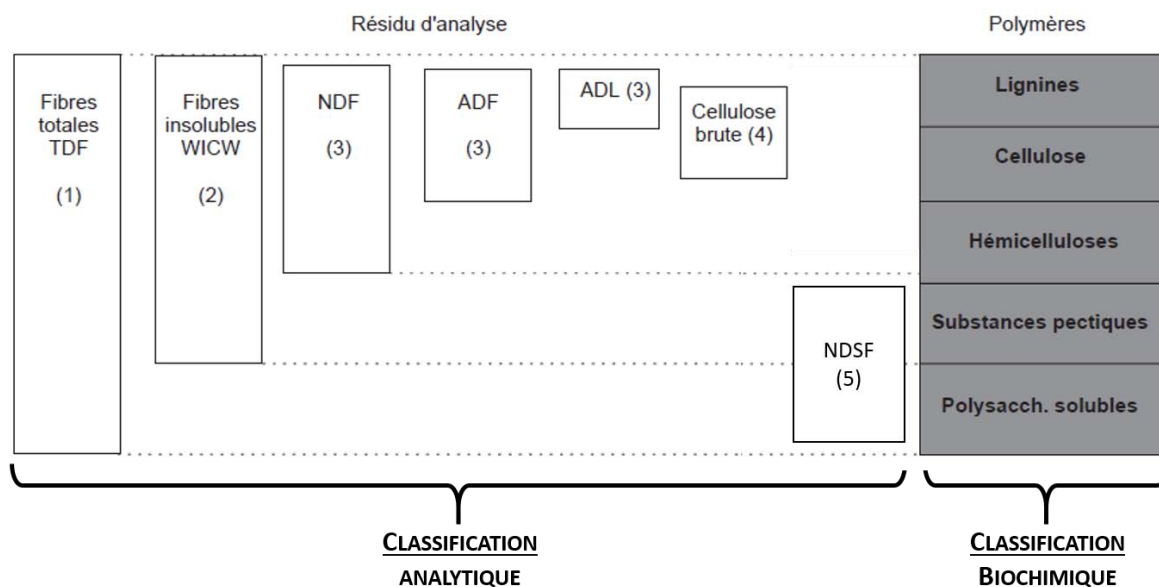 Résidu d'analyse
Polymères
Fibres
totales
TDF
(1)
Fibres
insolubles
WICW
(2)
NDF
(3)
ADF
(3)
ADL (3)
Cellulose
brute (4)
NDSF
(5)
Lignines
Cellulose
Hémicelluloses
Substances pectiques
Polysacch. solubles
CLASSIFICATION
ANALYTIQUE
CLASSIFICATION
BIOCHIMIQUE